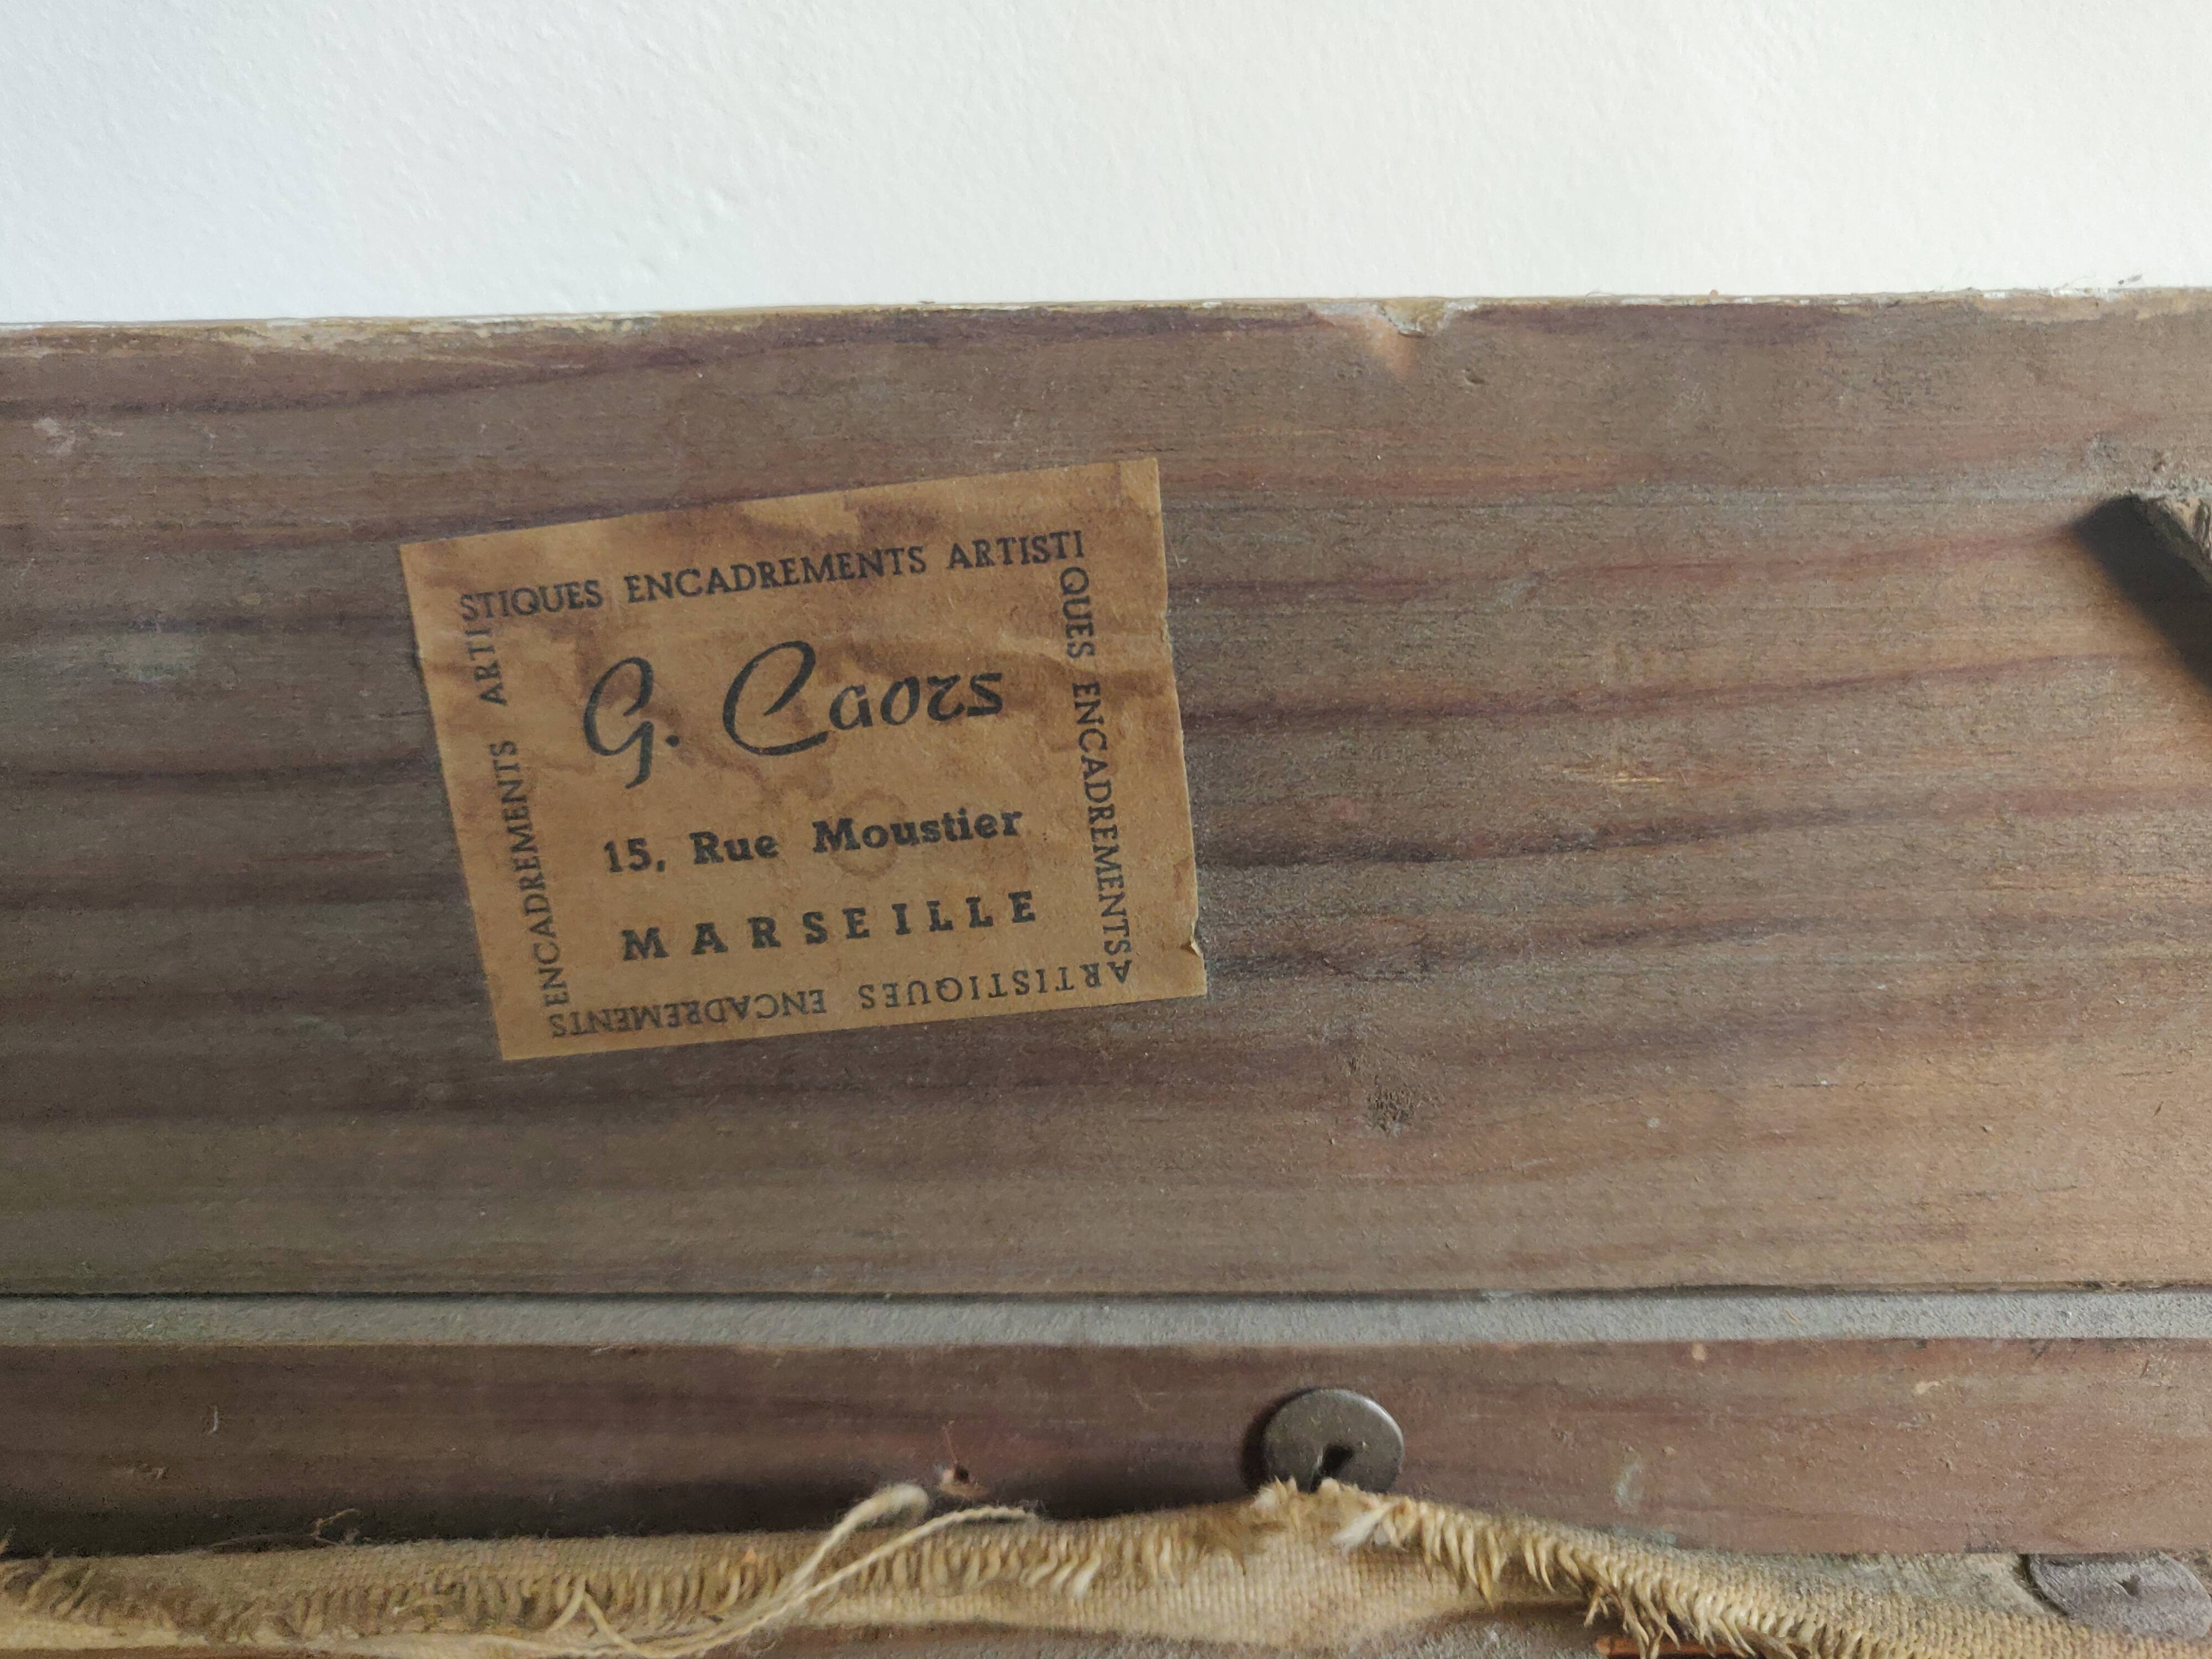 STIQUES ENCADREMENTS ARTISTI
QUES ENCADREMENTS
ARTISTIQUES ENCADREMENTS
ENCADREMENTS ARTI
G. Caors
15, Rue Moustier
MARSEILLE